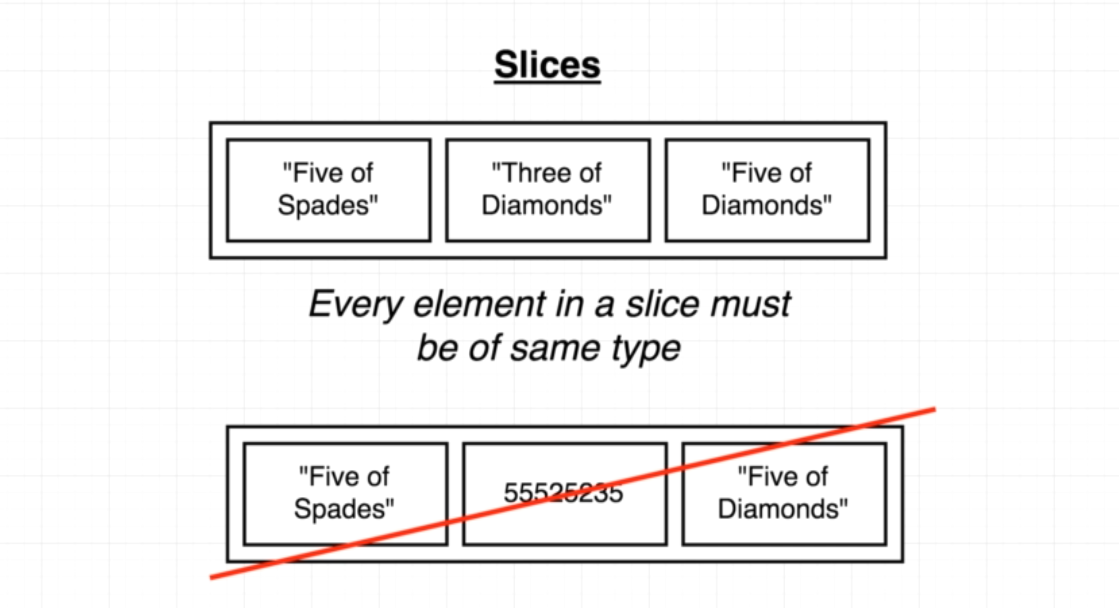 Slices
"Five of
Spades"
"Three of
Diamonds"
"Five of
Diamonds"
Every element in a slice must
be of same type
"Five of
Spades"
55525235
"Five of
Diamonds"